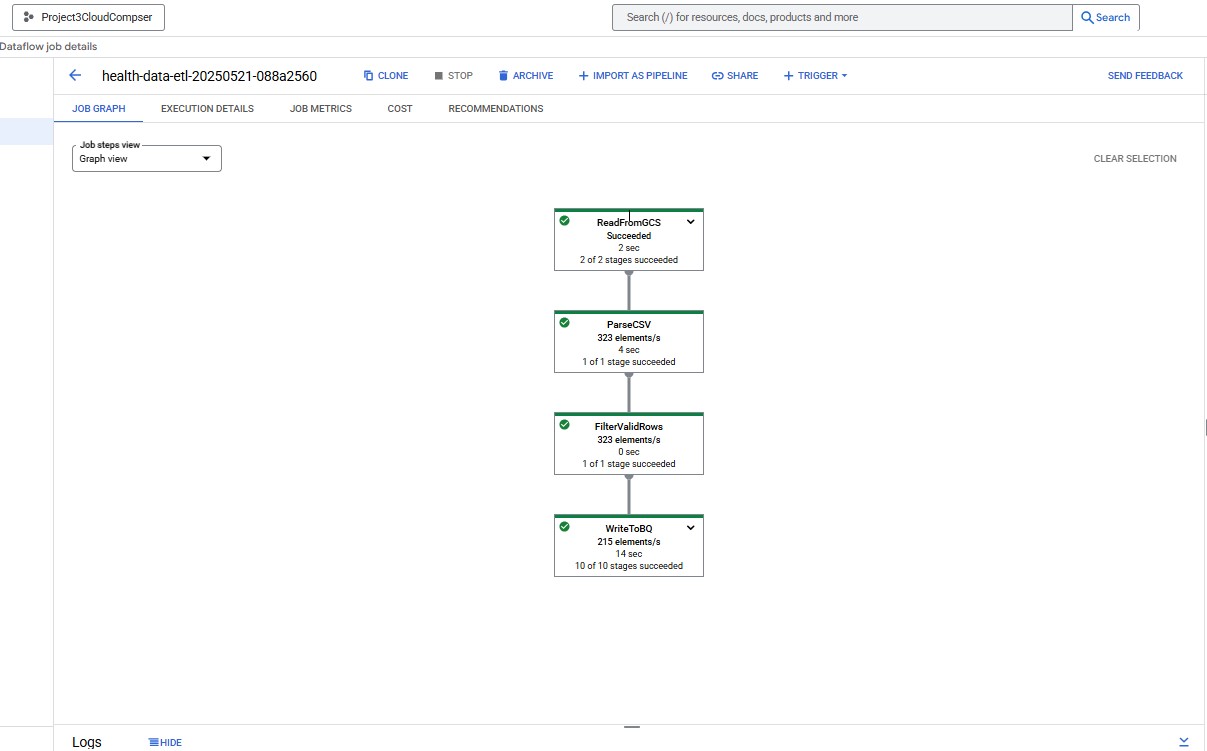 Project3CloudCompser
Search (/) for resources, docs, products and more
Search
Dataflow job details
health-data-etl-20250521-088a2560
CLONE
STOP
ARCHIVE
IMPORT AS PIPELINE
SHARE
TRIGGER
SEND FEEDBACK
JOB GRAPH
EXECUTION DETAILS
JOB METRICS
COST
RECOMMENDATIONS
Job steps view
Graph view
CLEAR SELECTION
ReadFromGCS
Succeeded
2 sec
2 of 2 stages succeeded
ParseCSV
323 elements/s
4 sec
1 of 1 stage succeeded
FilterValidRows
323 elements/s
0 sec
1 of 1 stage succeeded
WriteToBQ
215 elements/s
14 sec
10 of 10 stages succeeded
Logs
HIDE